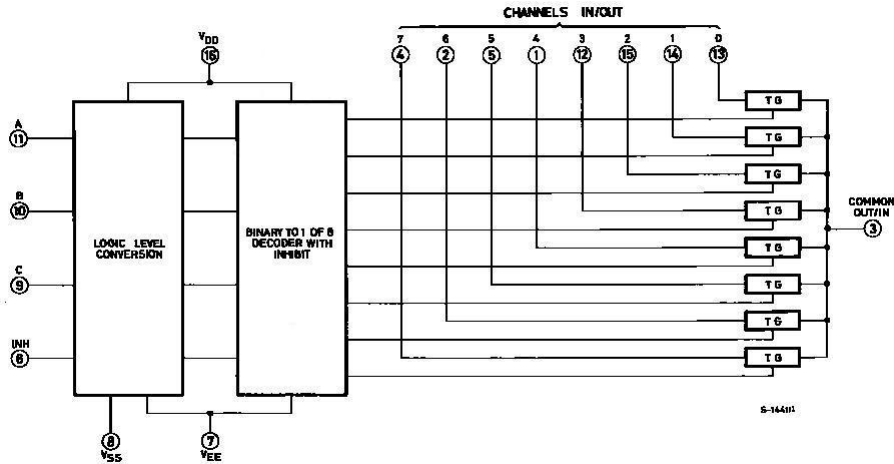 CHANNELS IN/OUT
7 6 5 4 3 2 1 0
4 2 5 1 12 15 14 13
VDD
16
TG
A
11
TG
TG
B
10
TG
COMMON
OUT/IN
3
LOGIC LEVEL
CONVERSION
BINARY TO 1 OF 8
DECODER WITH
INHIBIT
TG
C
9
TG
TG
INH
6
TG
8
VSS
7
VEE